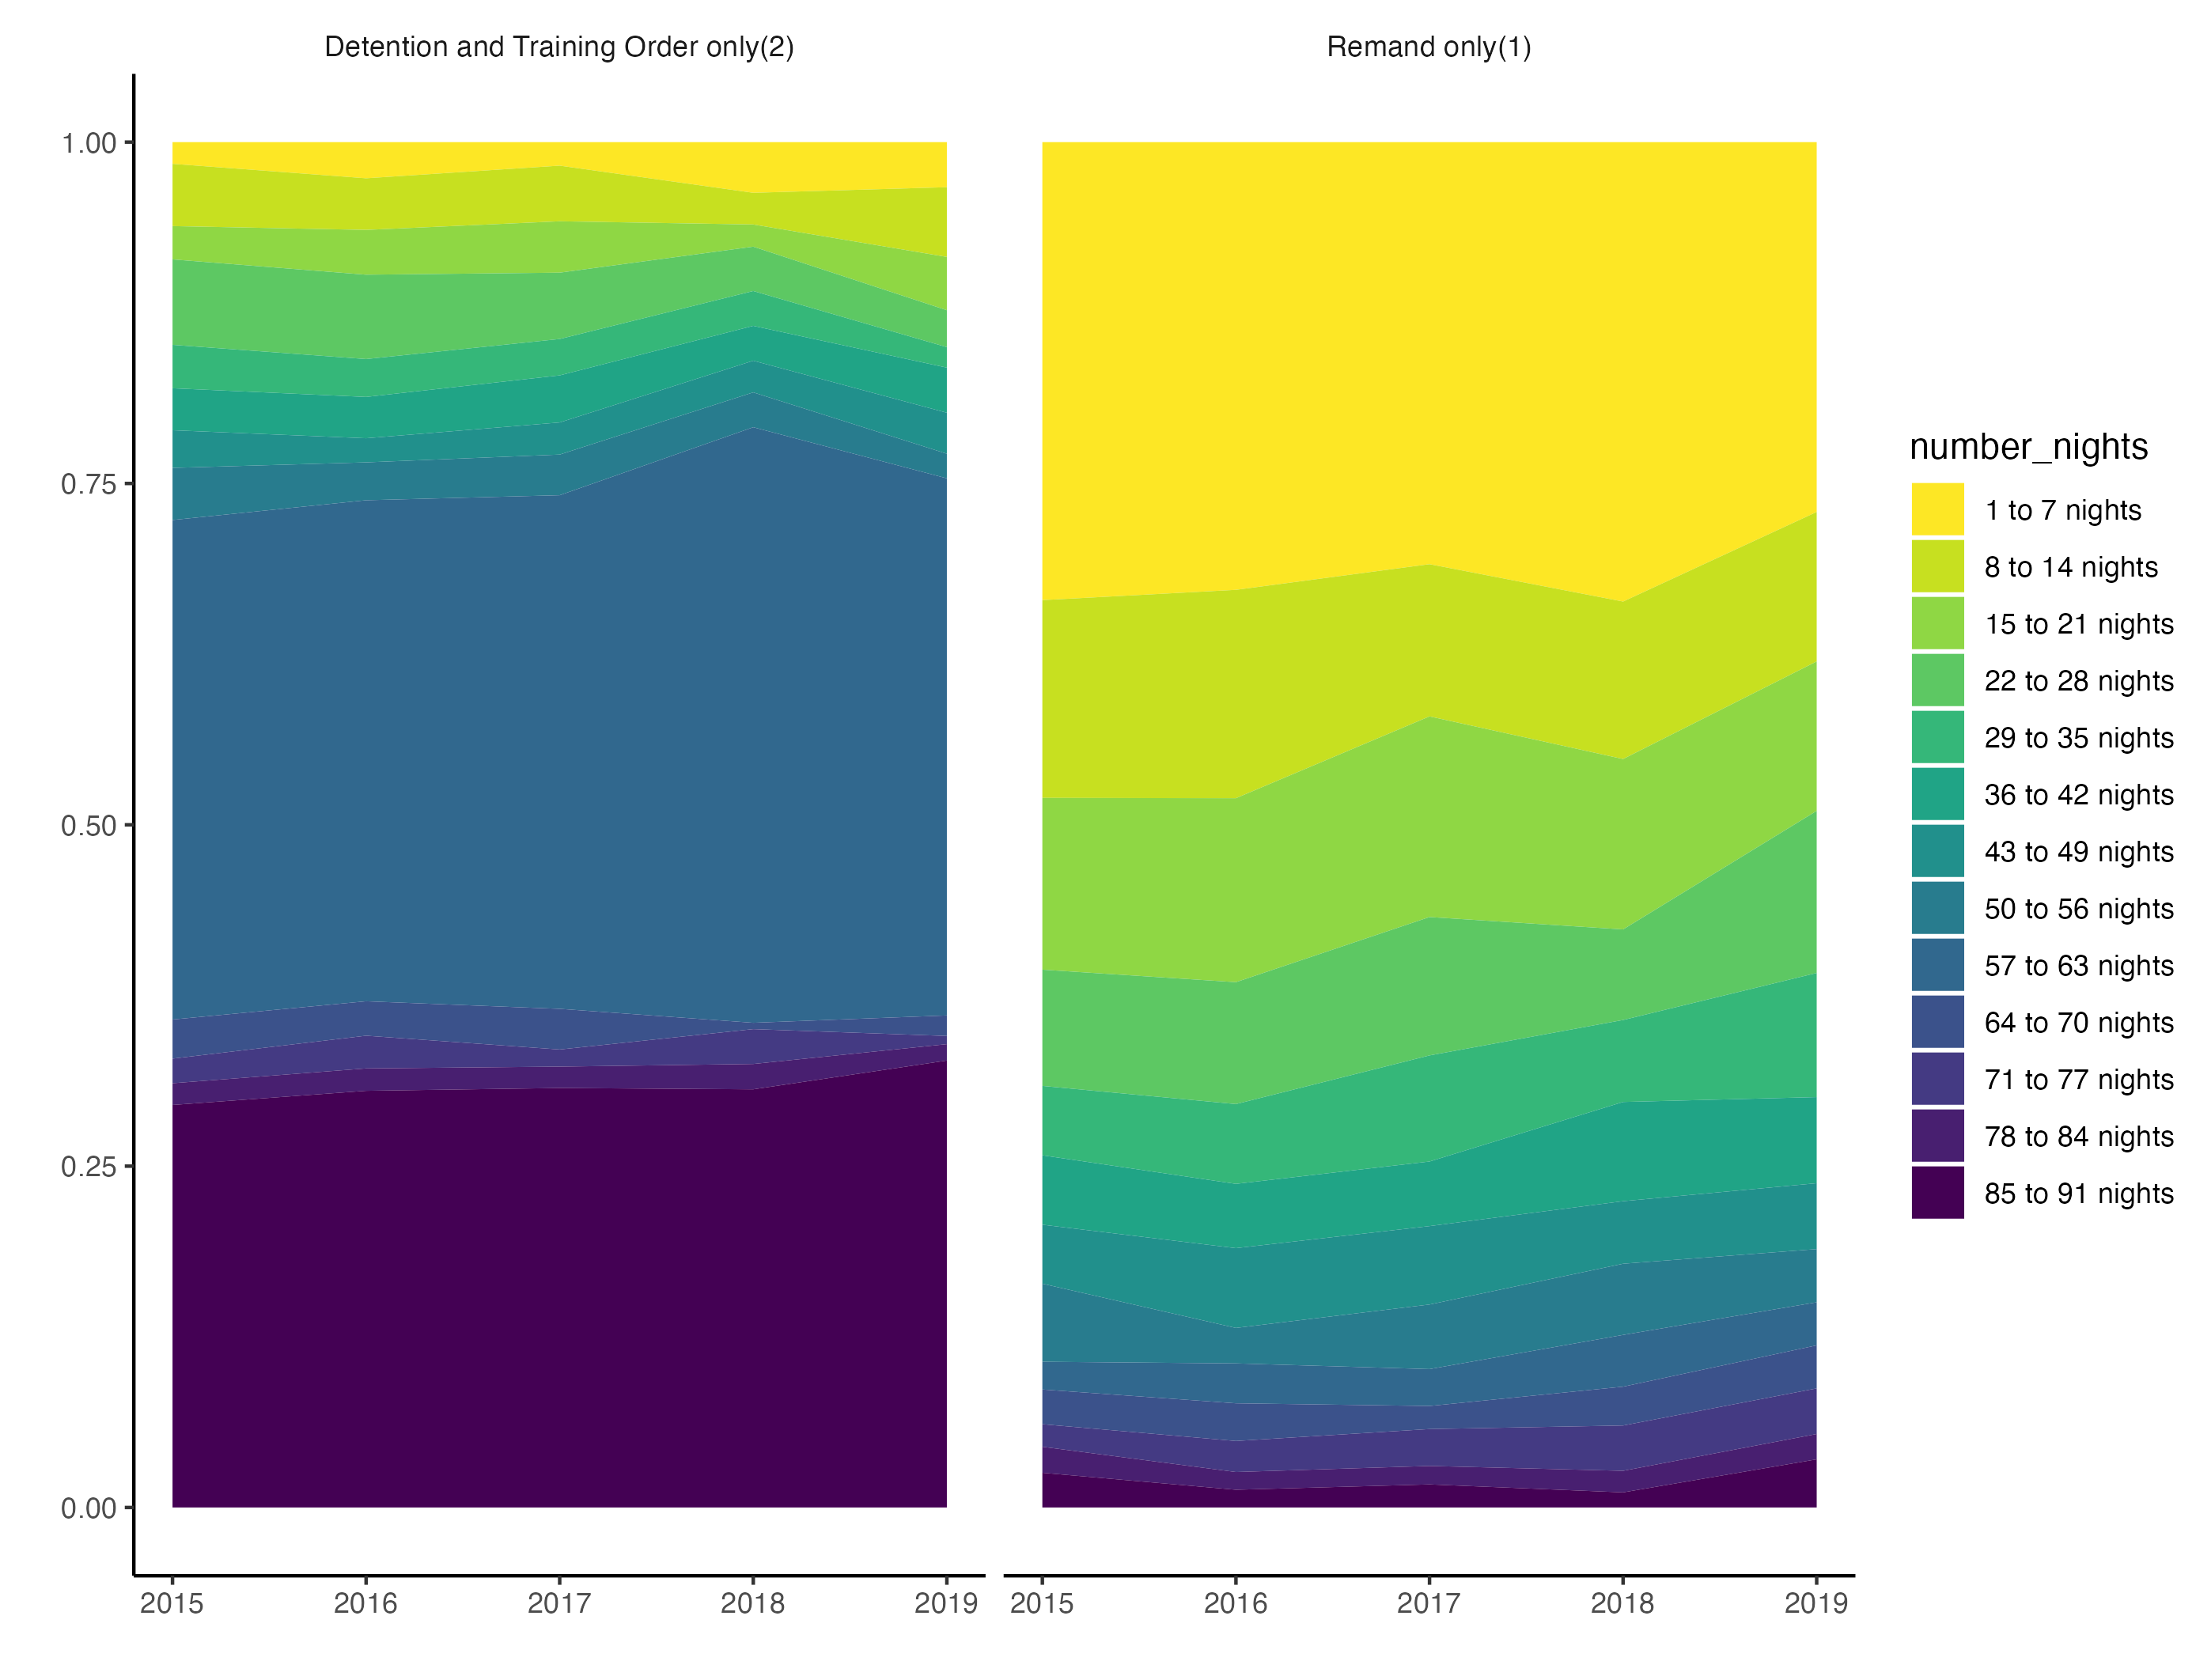 Detention and Training Order only(2)
Remand only(1)
1.00
0.75
0.50
0.25
0.00
2015 2016 2017 2018 2019
2015 2016 2017 2018 2019
number_nights
1 to 7 nights
8 to 14 nights
15 to 21 nights
22 to 28 nights
29 to 35 nights
36 to 42 nights
43 to 49 nights
50 to 56 nights
57 to 63 nights
64 to 70 nights
71 to 77 nights
78 to 84 nights
85 to 91 nights